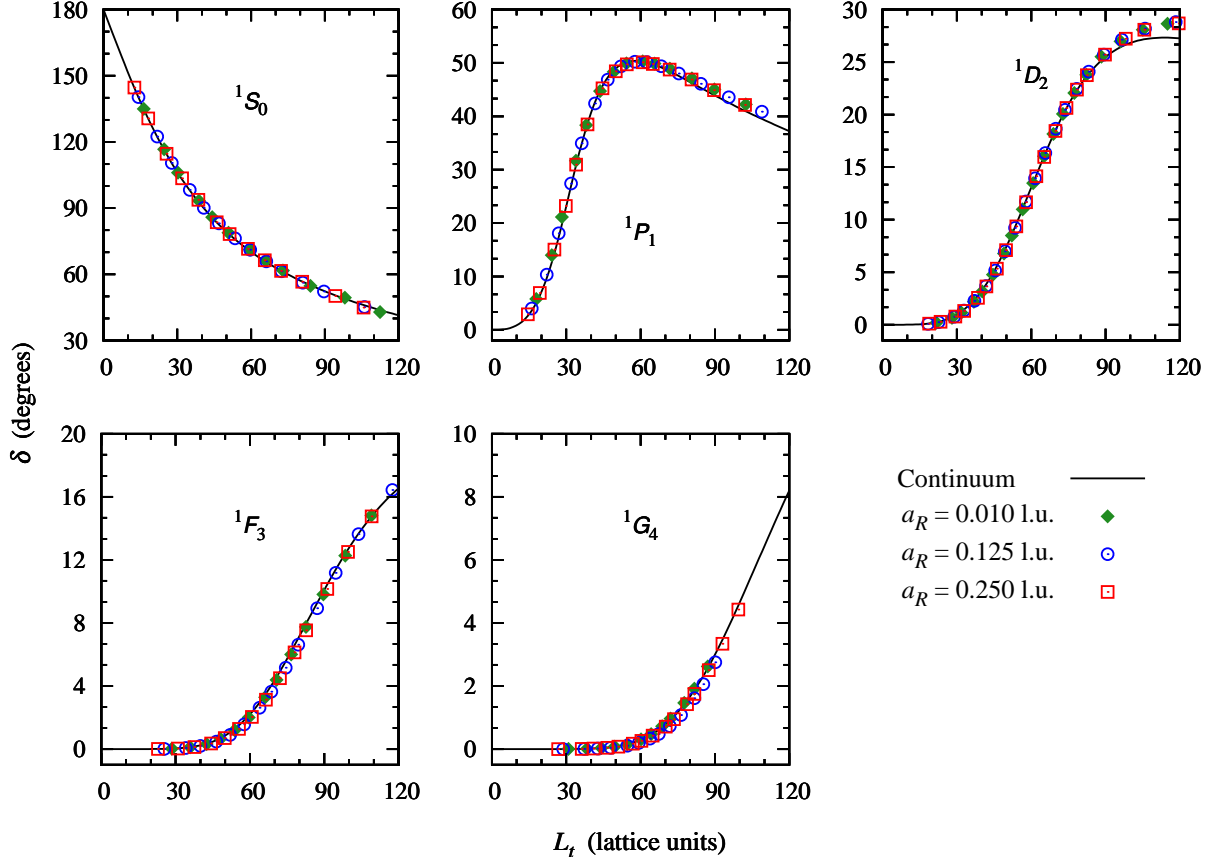 180
150
120
90
60
30
0 30 60 90 120
¹S₀
60
50
40
30
20
10
0
0 30 60 90 120
¹P₁
30
25
20
15
10
5
0
0 30 60 90 120
¹D₂
δ (degrees)
20
16
12
8
4
0
0 30 60 90 120
¹F₃
10
8
6
4
2
0
0 30 60 90 120
¹G₄
Continuum
a_R = 0.010 l.u.
a_R = 0.125 l.u.
a_R = 0.250 l.u.
L_t (lattice units)